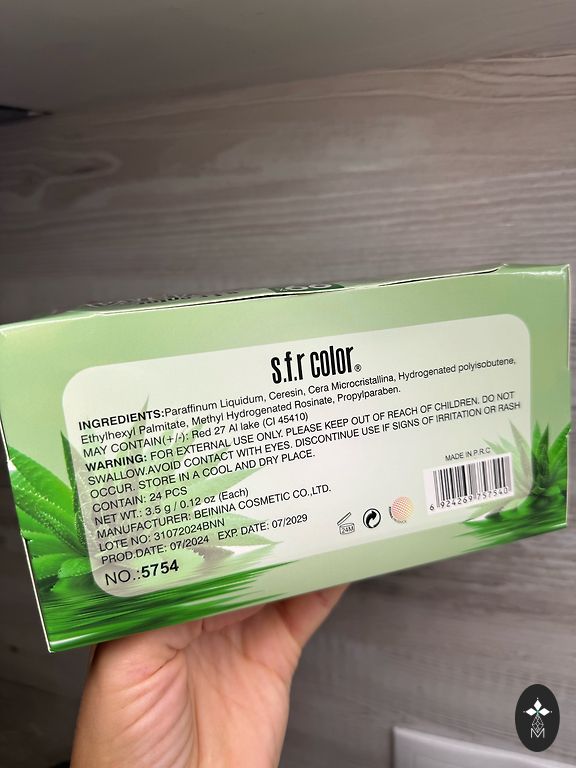 s.f.r color®
INGREDIENTS:Paraffinum Liquidum, Ceresin, Cera Microcristallina, Hydrogenated polyisobutene,
Ethylhexyl Palmitate, Methyl Hydrogenated Rosinate, Propylparaben.
MAY CONTAIN(+/-): Red 27 Al lake (CI 45410)
WARNING: FOR EXTERNAL USE ONLY. PLEASE KEEP OUT OF REACH OF CHILDREN. DO NOT
SWALLOW.AVOID CONTACT WITH EYES. DISCONTINUE USE IF SIGNS OF IRRITATION OR RASH
OCCUR. STORE IN A COOL AND DRY PLACE.
CONTAIN: 24 PCS
NET WT.: 3.5 g / 0.12 oz (Each)
MANUFACTURER: BEININA COSMETIC CO.,LTD.
LOTE NO: 31072024BNN
PROD.DATE: 07/2024 EXP. DATE: 07/2029
NO.:5754
24M
MADE IN P.R.C
6 924269 757540
M